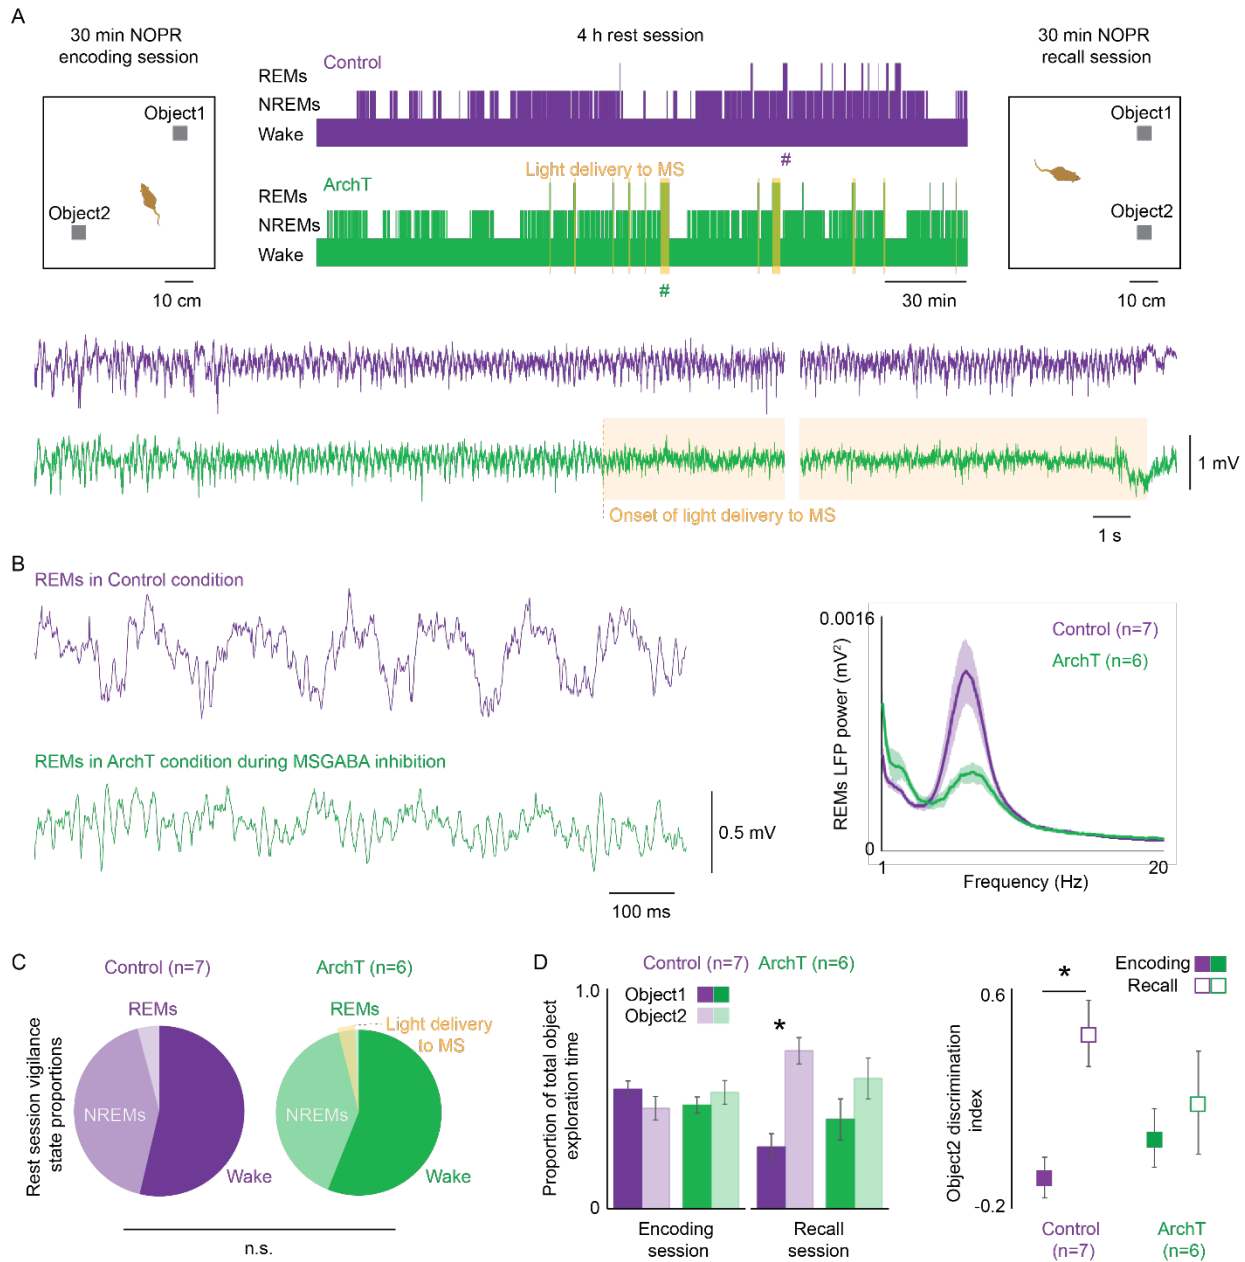 A
30 min NOPR
encoding session
4 h rest session
30 min NOPR
recall session
Control
REMs
NREMs
Wake
#
Light delivery to MS
ArchT
REMs
NREMs
Wake
#
30 min
Object1
Object2
10 cm
Object1
Object2
10 cm
1 mV
Onset of light delivery to MS
1 s
B
REMs in Control condition
REMs in ArchT condition during MSGABA inhibition
0.5 mV
100 ms
0.0016
Control (n=7)
ArchT (n=6)
REMs LFP power (mV²)
0
1
20
Frequency (Hz)
C
Control (n=7)
ArchT (n=6)
REMs
REMs
Light delivery
to MS
NREMs
NREMs
Wake
Wake
Rest session vigilance
state proportions
n.s.
D
Control (n=7) ArchT (n=6)
1.0
Object1
Object2
*
Proportion of total object
exploration time
0
Encoding
session
Recall
session
Encoding
Recall
*
0.6
Object2 discrimination
index
-0.2
Control
(n=7)
ArchT
(n=6)